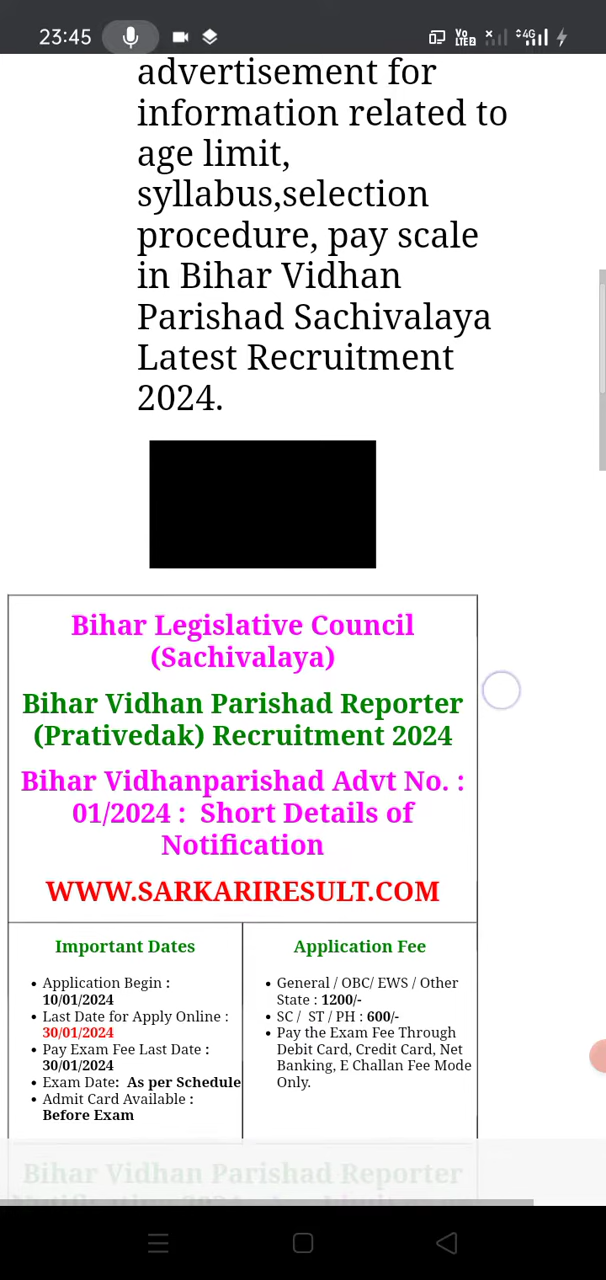 23:45
Vo
LTE2
4G
advertisement for
information related to
age limit,
syllabus,selection
procedure, pay scale
in Bihar Vidhan
Parishad Sachivalaya
Latest Recruitment
2024.
Bihar Legislative Council
(Sachivalaya)
Bihar Vidhan Parishad Reporter
(Prativedak) Recruitment 2024
Bihar Vidhanparishad Advt No. :
01/2024 : Short Details of
Notification
WWW.SARKARIRESULT.COM
Important Dates
• Application Begin :
10/01/2024
• Last Date for Apply Online :
30/01/2024
• Pay Exam Fee Last Date :
30/01/2024
• Exam Date: As per Schedule
• Admit Card Available :
Before Exam
Application Fee
• General / OBC/ EWS / Other
State : 1200/-
• SC / ST / PH : 600/-
• Pay the Exam Fee Through
Debit Card, Credit Card, Net
Banking, E Challan Fee Mode
Only.
Bihar Vidhan Parishad Reporter